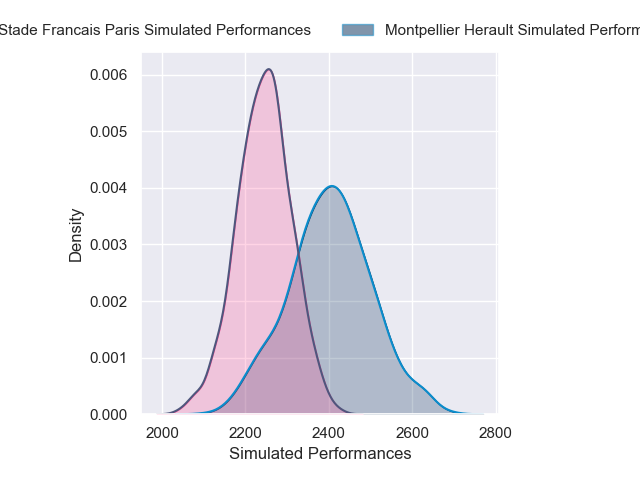 Stade Francais Paris Simulated Performances
Montpellier Herault Simulated
0.006
0.005
0.004
0.003
0.002
0.001
0.000
Density
2000 2200 2400 2600 2800
Simulated Performances